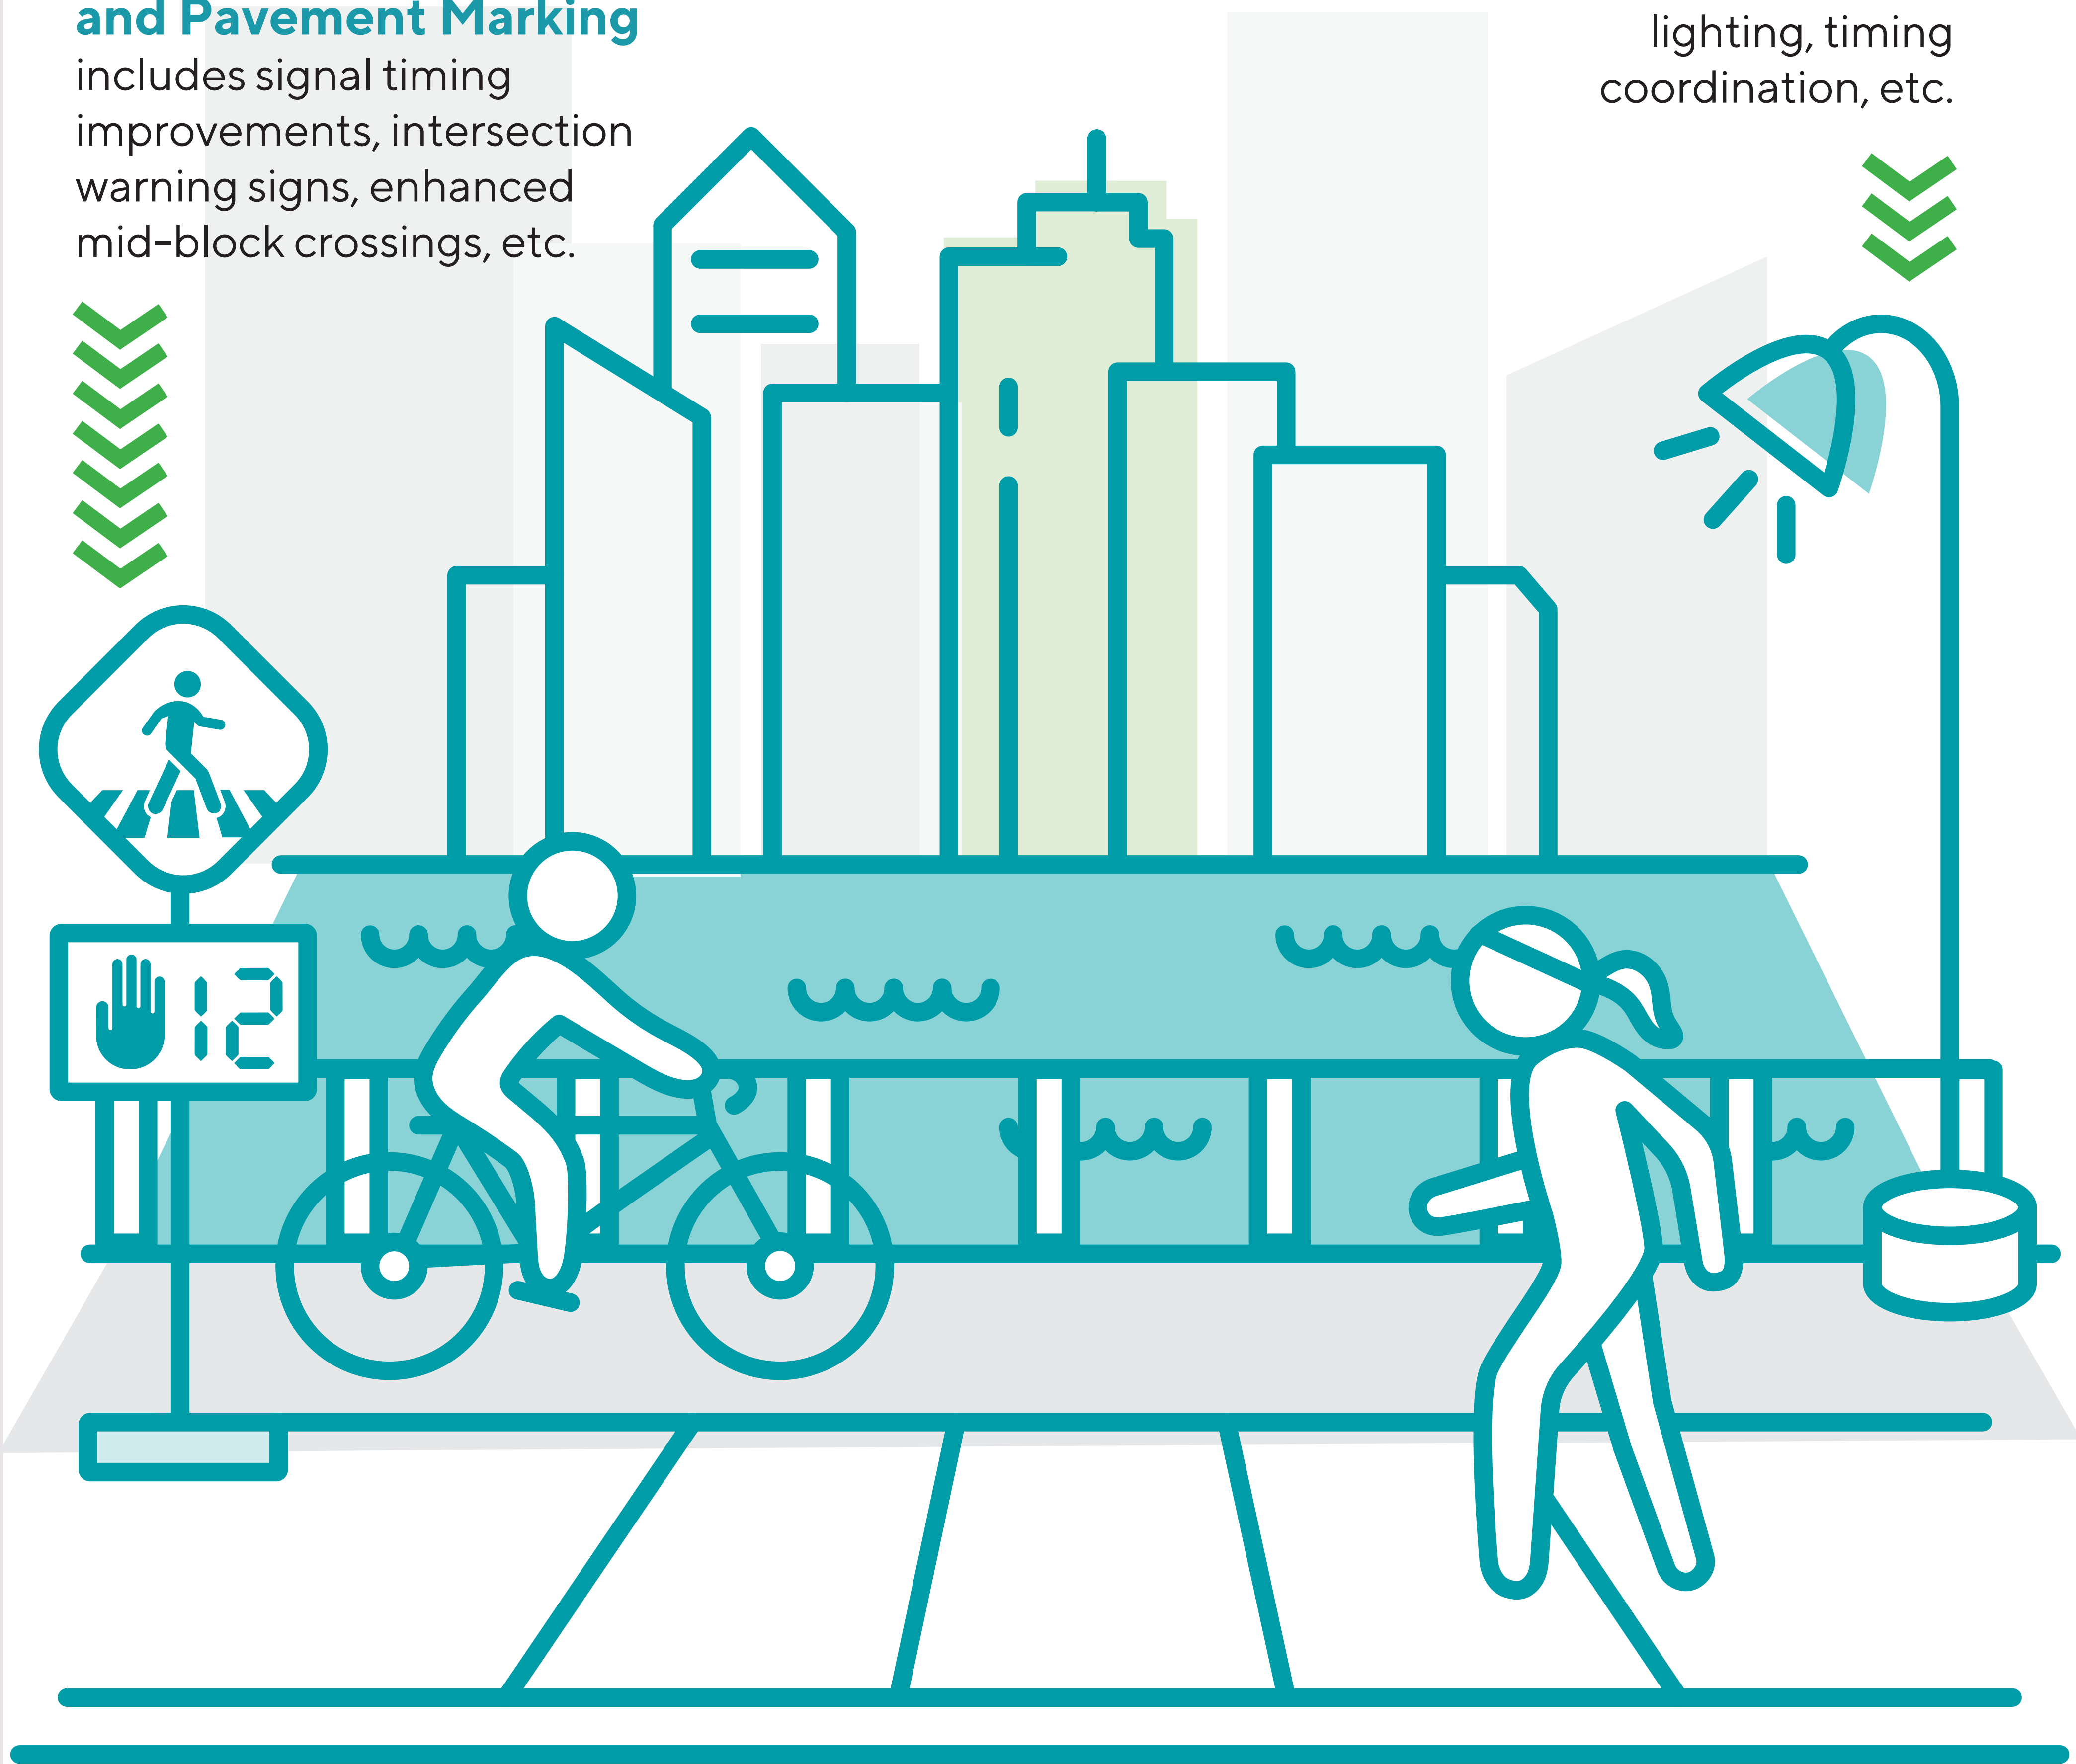 and Pavement Marking
includes signal timing
improvements, intersection
warning signs, enhanced
mid-block crossings, etc.
lighting, timing
coordination, etc.
12